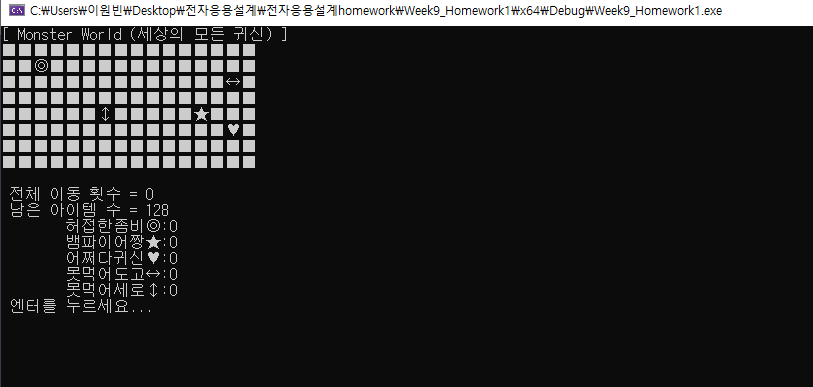 C:\Users\이원빈\Desktop\전자응용설계\전자응용설계homework\Week9_Homework1\x64\Debug\Week9_Homework1.exe
[ Monster World (세상의 모든 귀신) ]
■■■■■■■■■■■■■■■■
■■◎■■■■■■■■■■■■■
■■■■■■■■■■■■■■↔■
■■■■■■■■■■■■■■■■
■■■■■■↕■■■■■★■■■
■■■■■■■■■■■■■■♥■
■■■■■■■■■■■■■■■■
■■■■■■■■■■■■■■■■
전체 이동 횟수 = 0
남은 아이템 수 = 128
허접한좀비◎:0
뱀파이어짱★:0
어쩌다귀신♥:0
못먹어도고↔:0
못먹어세로↕:0
엔터를 누르세요...